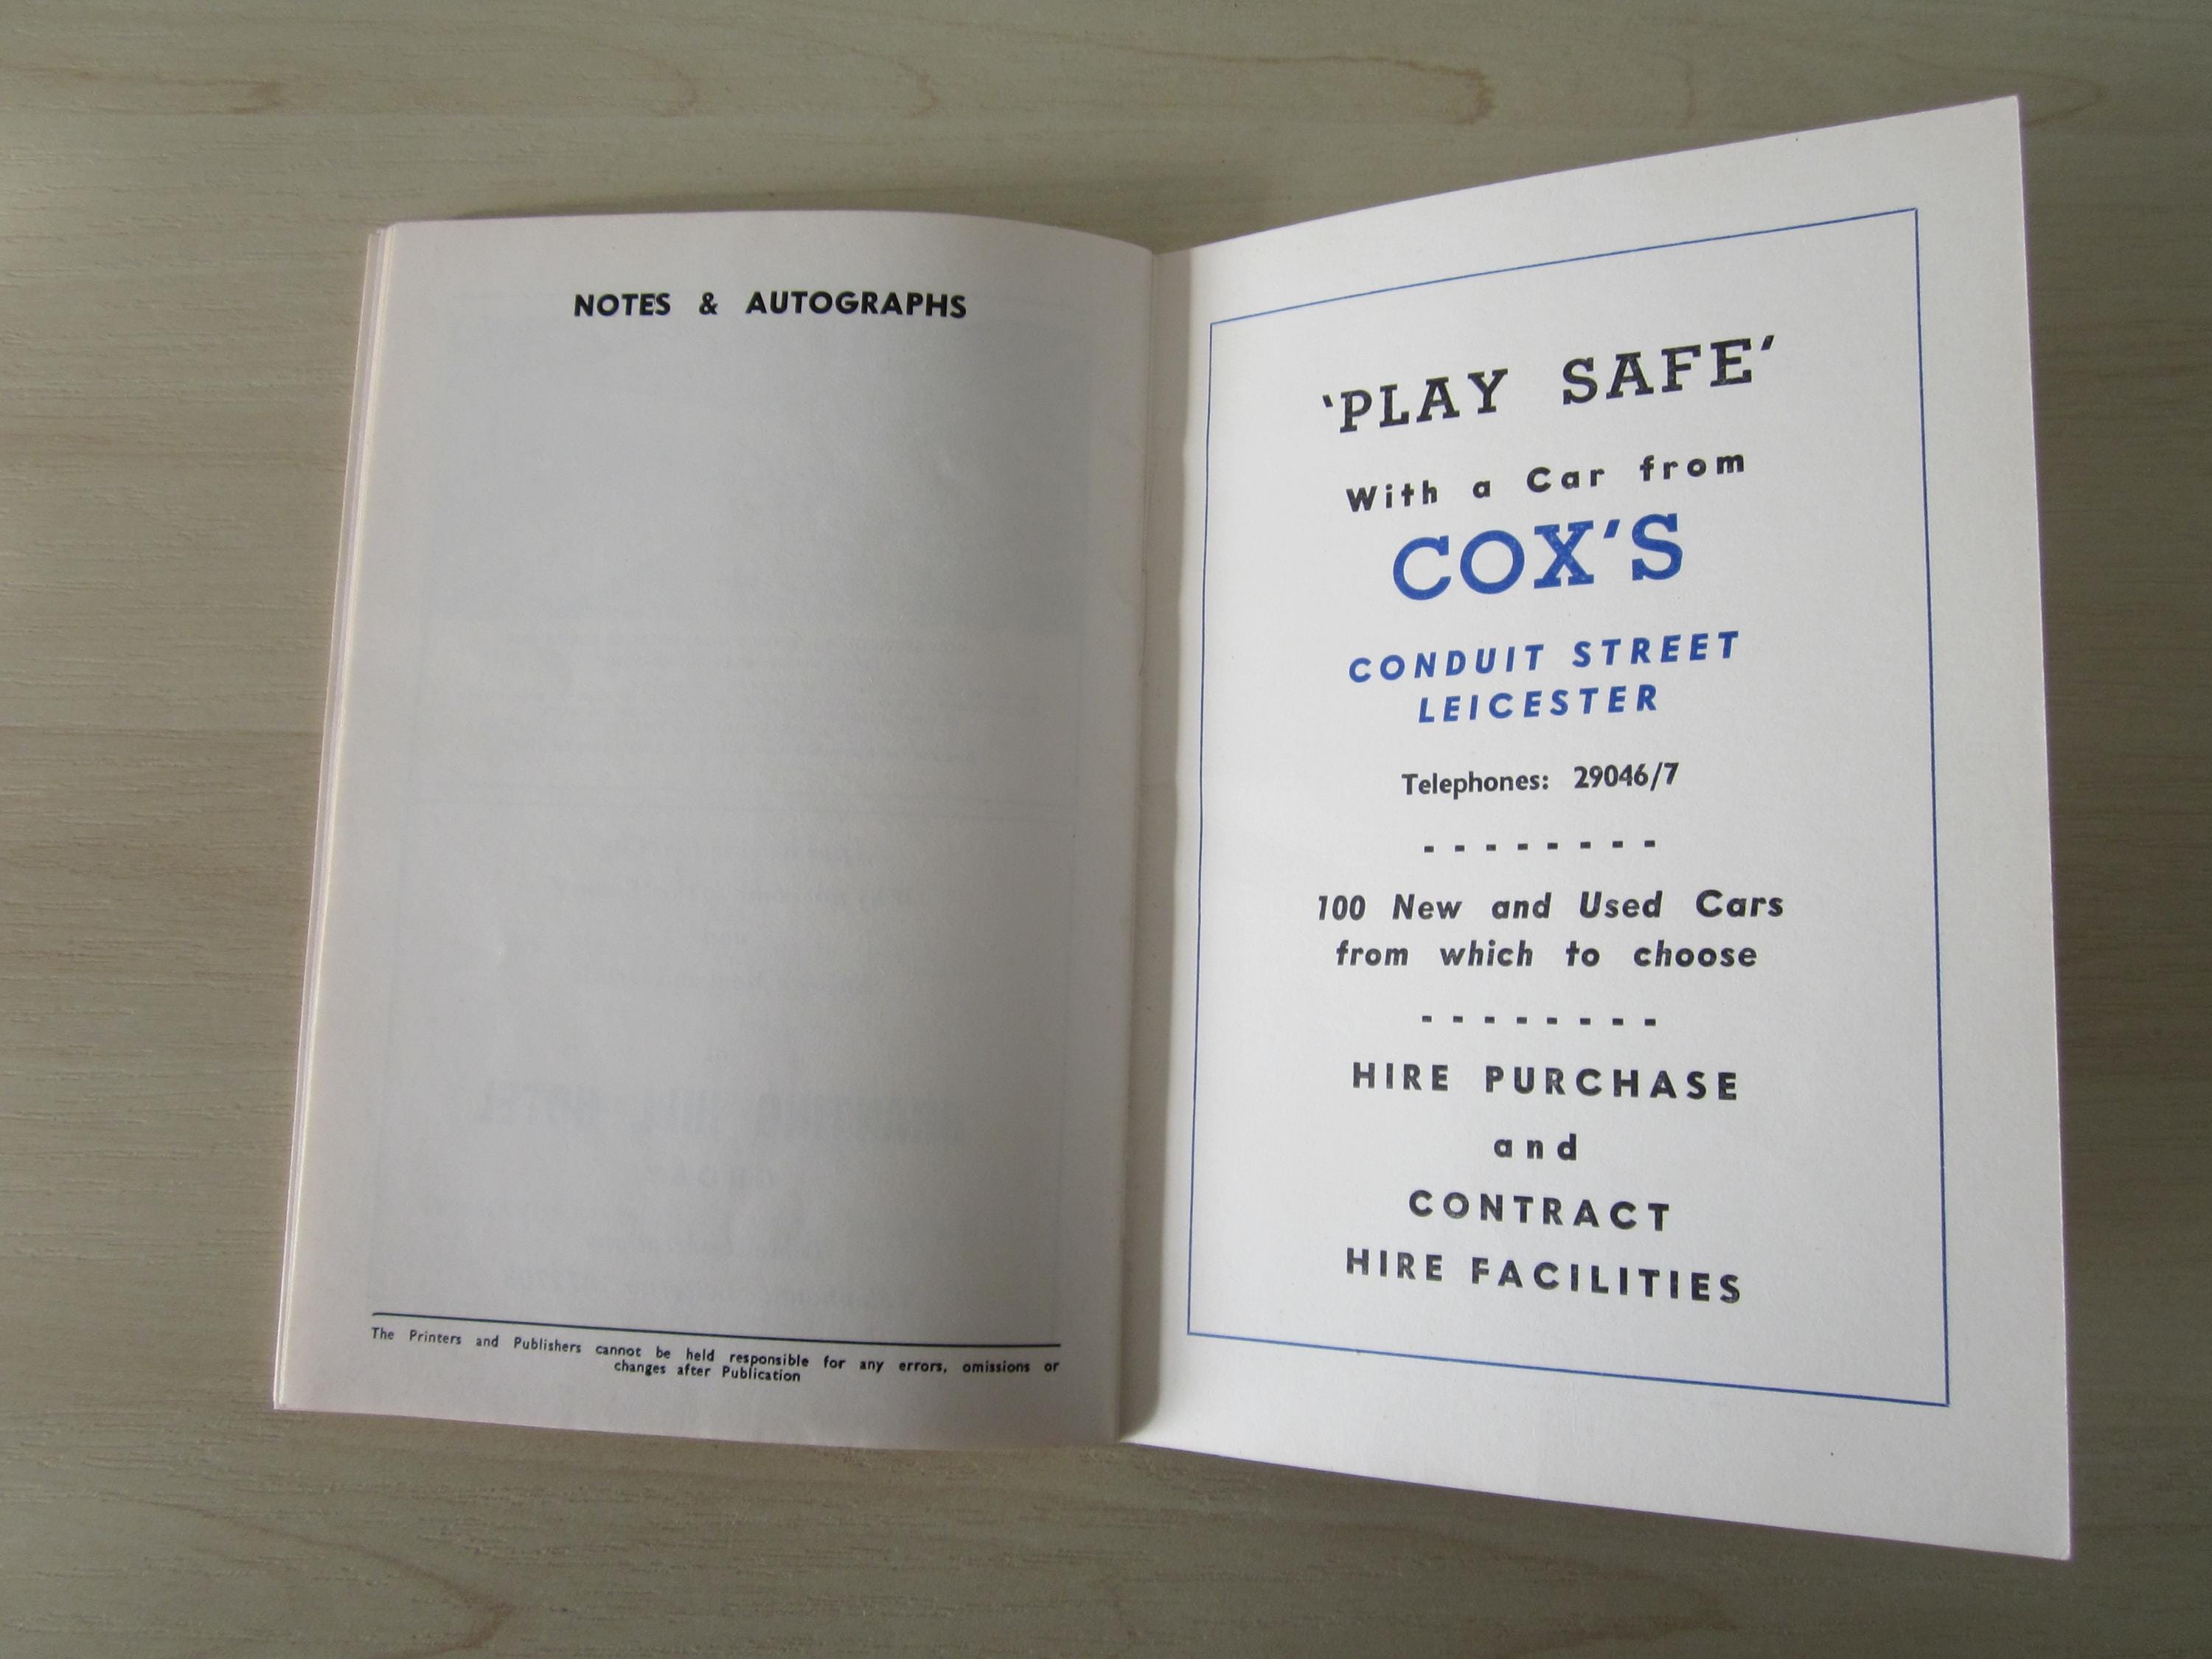 NOTES & AUTOGRAPHS
The Printers and Publishers cannot be held responsible for any errors, omissions or
changes after Publication
'PLAY SAFE'
With a Car from
COX'S
CONDUIT STREET
LEICESTER
Telephones: 29046/7
- - - - - - - -
100 New and Used Cars
from which to choose
- - - - - - - -
HIRE PURCHASE
and
CONTRACT
HIRE FACILITIES